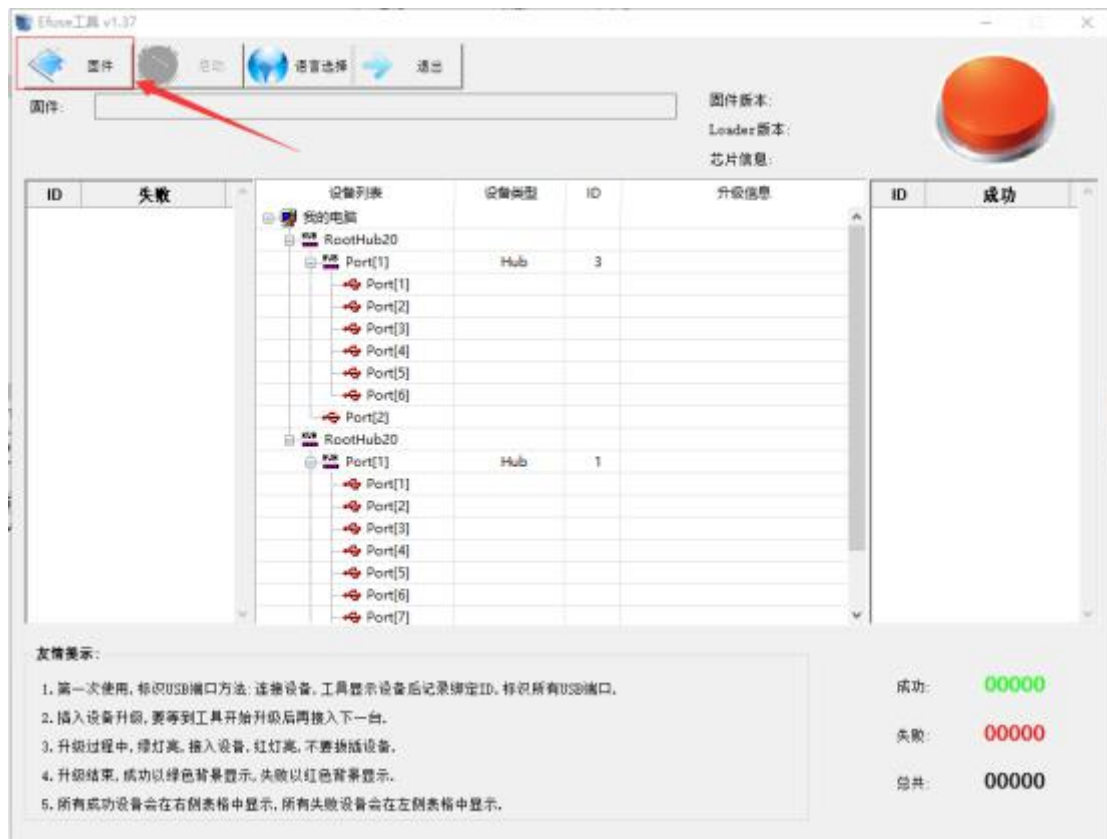 Efuse工具 v1.37
固件 启动 语言选择 退出
固件:
固件版本:
Loader版本:
芯片信息:
ID 失败
设备列表 设备类型 ID 升级信息
ID 成功
我的电脑
RootHub20
Port[1] Hub 3
Port[1]
Port[2]
Port[3]
Port[4]
Port[5]
Port[6]
Port[2]
RootHub20
Port[1] Hub 1
Port[1]
Port[2]
Port[3]
Port[4]
Port[5]
Port[6]
Port[7]
友情提示:
1. 第一次使用, 标识USB端口方法: 连接设备, 工具显示设备后记录绑定ID, 标识所有USB端口.
2. 插入设备升级, 要等到工具开始升级后再接入下一台.
3. 升级过程中, 绿灯亮, 接入设备, 红灯亮, 不要拔插设备.
4. 升级结束, 成功以绿色背景显示, 失败以红色背景显示.
5. 所有成功设备会在右侧表格中显示, 所有失败设备会在左侧表格中显示.
成功: 00000
失败: 00000
总共: 00000